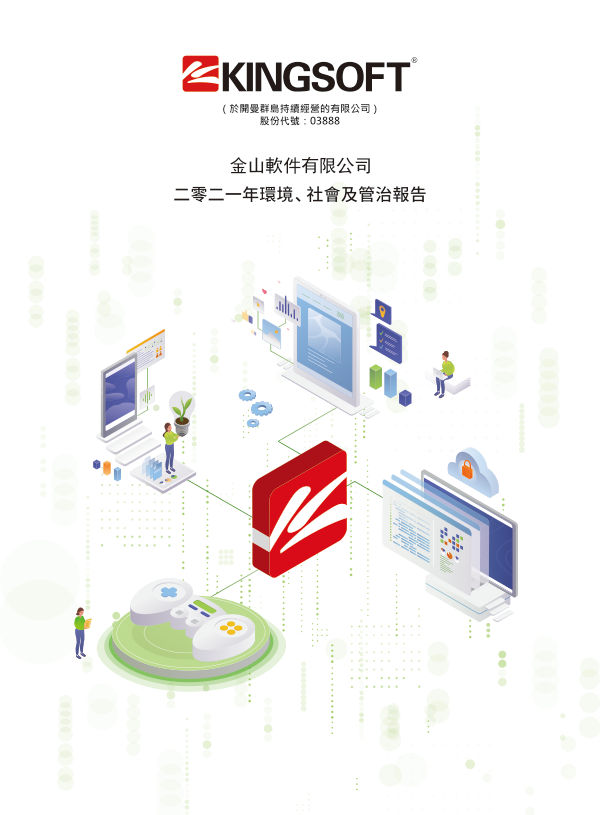 KINGSOFT®
(於開曼群島持續經營的有限公司)
股份代號：03888
金山軟件有限公司
二零二一年環境、社會及管治報告